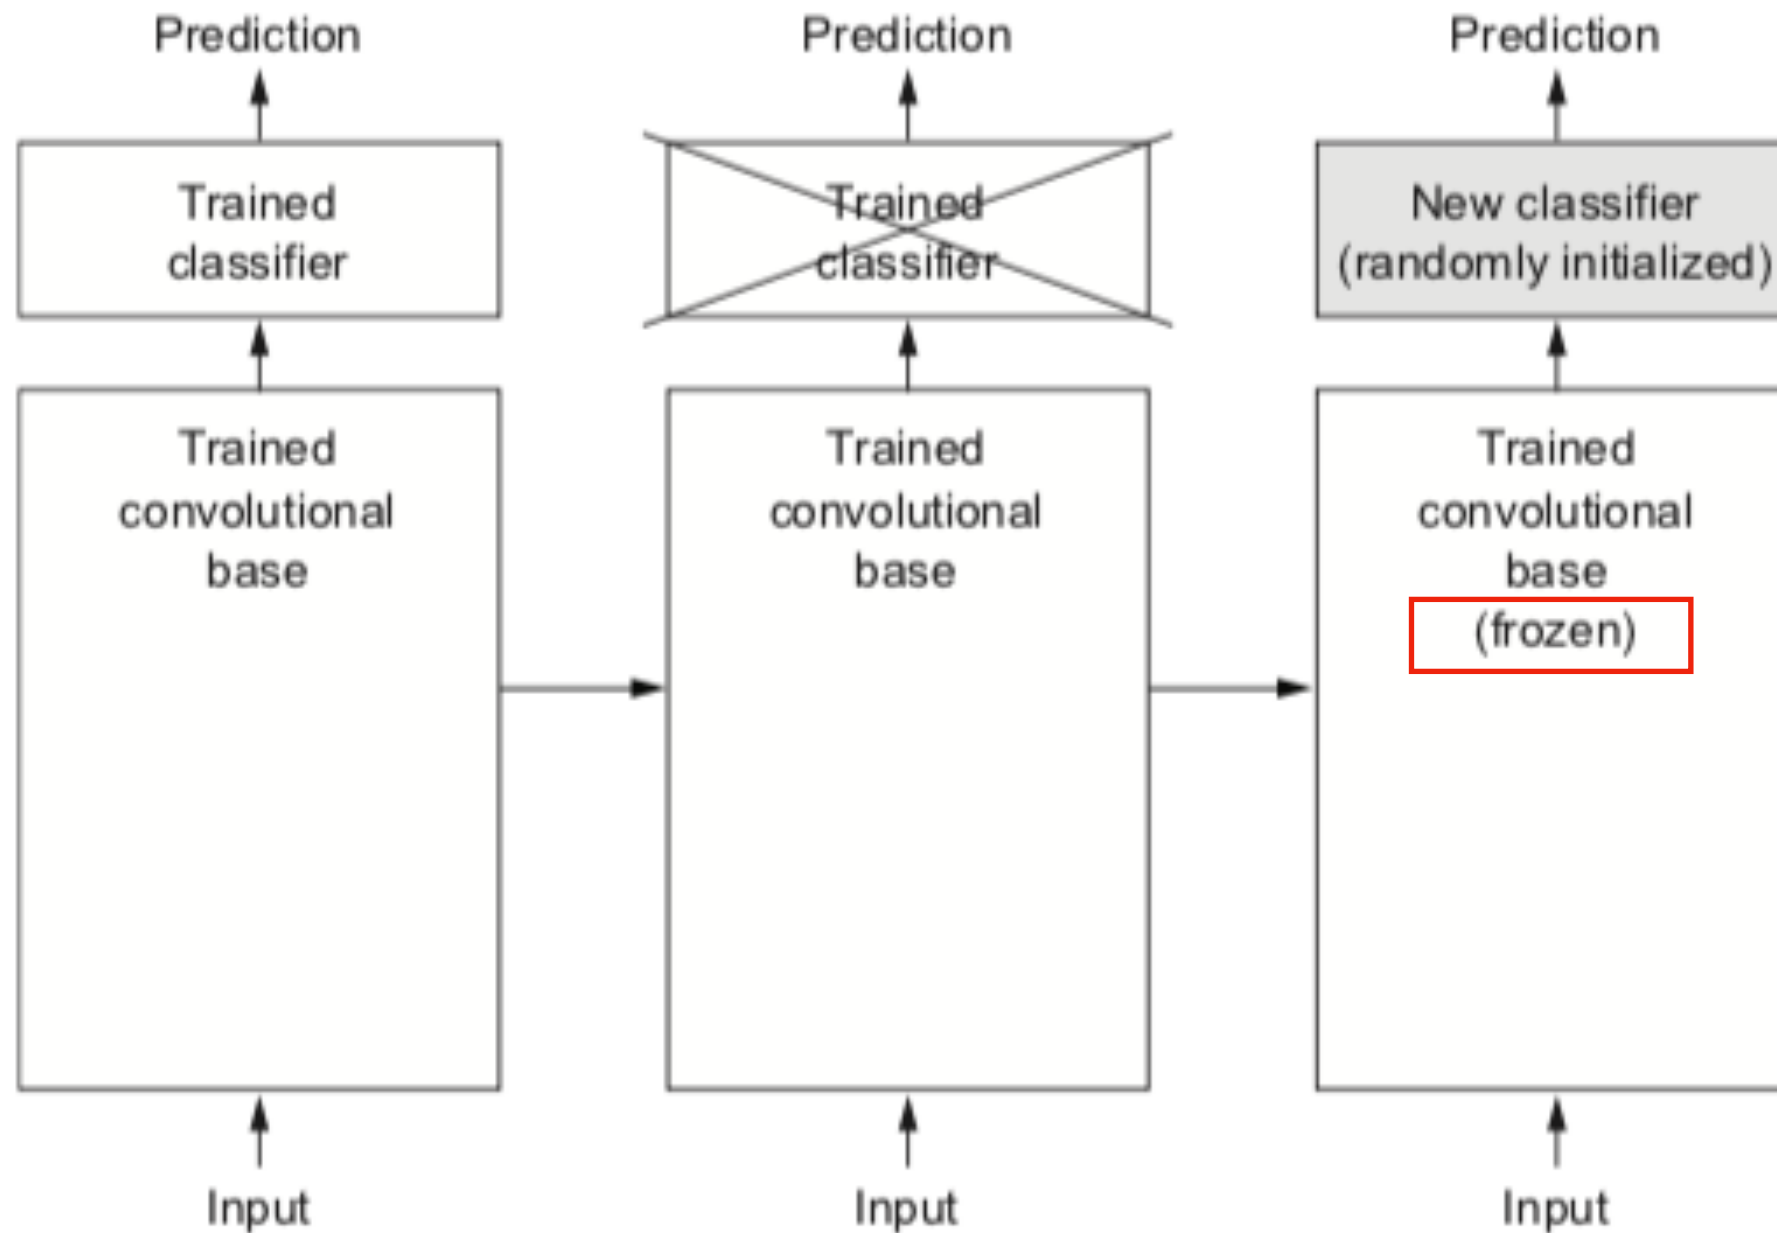 Prediction
Trained
classifier
Trained
convolutional
base
Input
Prediction
Trained
classifier
Trained
convolutional
base
Input
Prediction
New classifier
(randomly initialized)
Trained
convolutional
base
(frozen)
Input